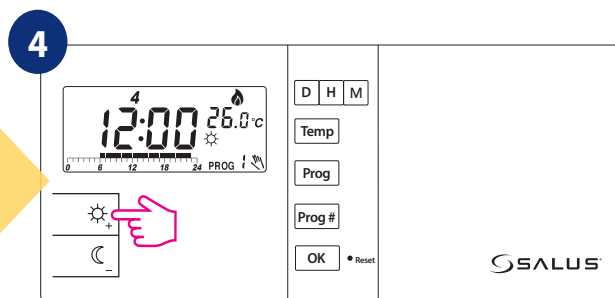 4
4
12:00 26.0°c
0 6 12 18 24 PROG 1
+
−
D H M
Temp
Prog
Prog #
OK • Reset
SALUS